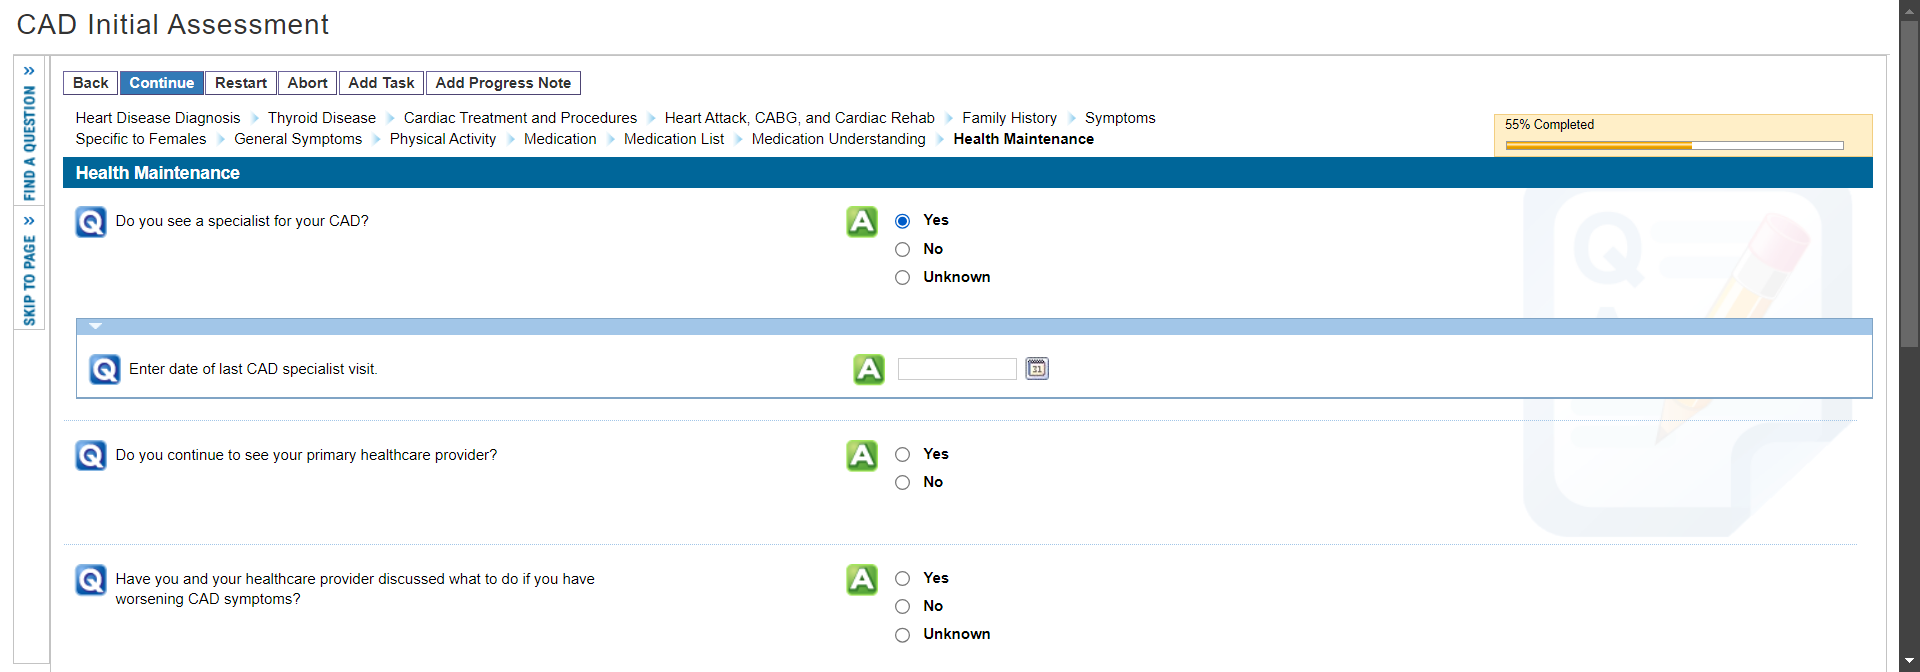 CAD Initial Assessment
FIND A QUESTION
SKIP TO PAGE
Back Continue Restart Abort Add Task Add Progress Note
Heart Disease Diagnosis Thyroid Disease Cardiac Treatment and Procedures Heart Attack, CABG, and Cardiac Rehab Family History Symptoms
Specific to Females General Symptoms Physical Activity Medication Medication List Medication Understanding Health Maintenance
55% Completed
Health Maintenance
Q Do you see a specialist for your CAD? A Yes
No
Unknown
Q Enter date of last CAD specialist visit. A 31
Q Do you continue to see your primary healthcare provider? A Yes
No
Q Have you and your healthcare provider discussed what to do if you have A Yes
worsening CAD symptoms? No
Unknown